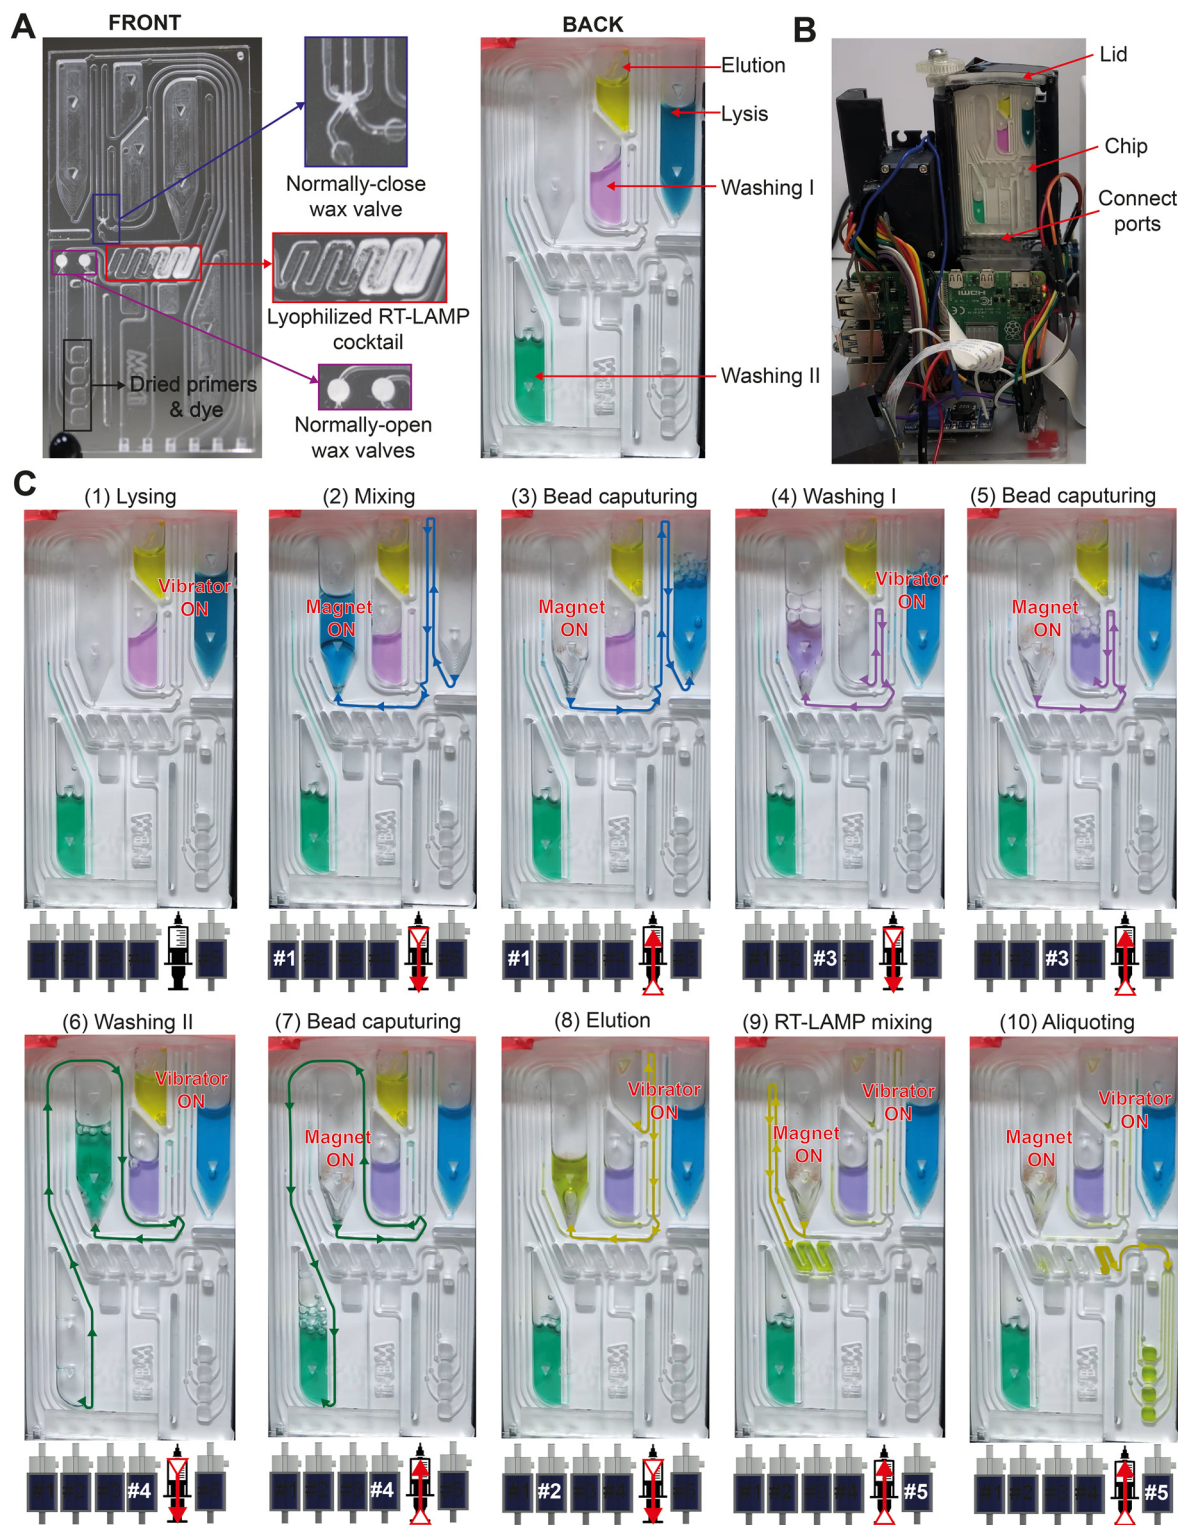 A
FRONT
BACK
B
Elution
Lysis
Washing I
Washing II
Normally-close
wax valve
Lyophilized RT-LAMP
cocktail
Dried primers
& dye
Normally-open
wax valves
Lid
Chip
Connect
ports
HDMI
C
(1) Lysing
(2) Mixing
(3) Bead caputuring
(4) Washing I
(5) Bead caputuring
Vibrator
ON
Magnet
ON
Magnet
ON
Vibrator
ON
Magnet
ON
#1
#1
#3
#3
(6) Washing II
(7) Bead caputuring
(8) Elution
(9) RT-LAMP mixing
(10) Aliquoting
Vibrator
ON
Magnet
ON
Vibrator
ON
Vibrator
ON
Magnet
ON
Vibrator
ON
Magnet
ON
#4
#4
#2
#5
#5